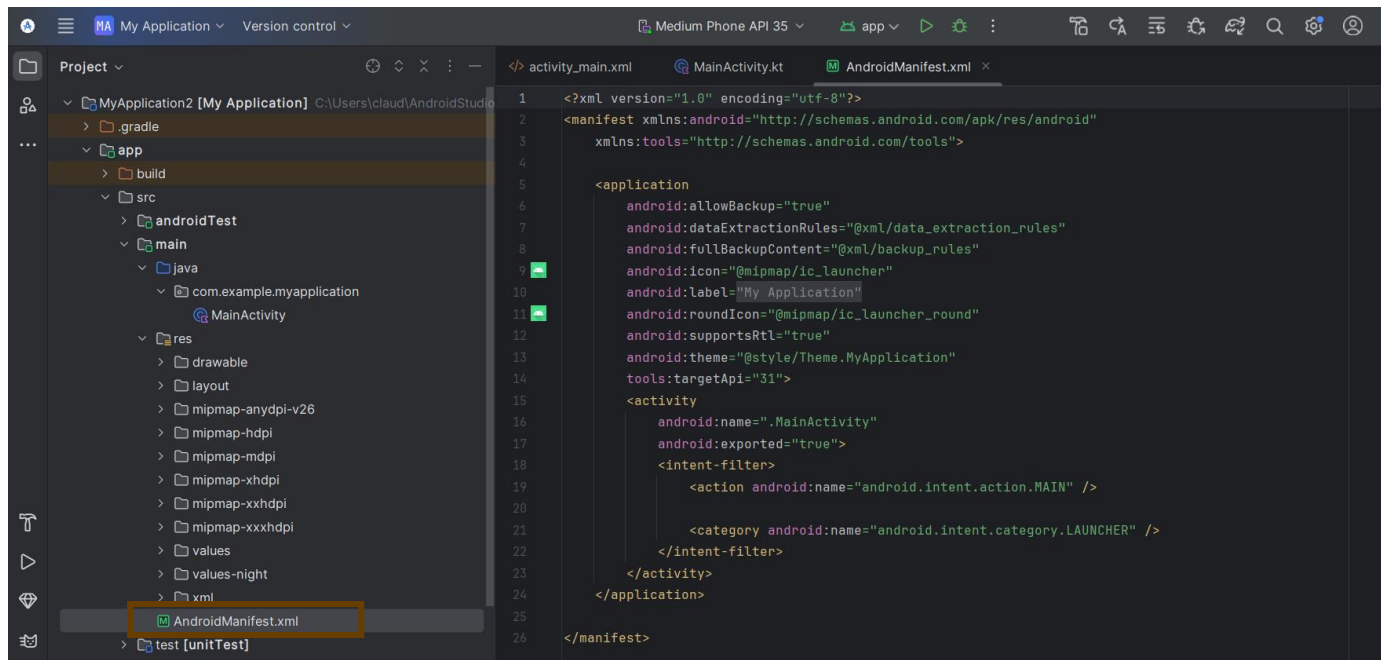 MA My Application Version control Medium Phone API 35 app
Project
MyApplication2 [My Application] C:\Users\claud\AndroidStudio
.gradle
app
build
src
androidTest
main
java
com.example.myapplication
MainActivity
res
drawable
layout
mipmap-anydpi-v26
mipmap-hdpi
mipmap-mdpi
mipmap-xhdpi
mipmap-xxhdpi
mipmap-xxxhdpi
values
values-night
xml
AndroidManifest.xml
test [unitTest]
activity_main.xml MainActivity.kt AndroidManifest.xml
1 <?xml version="1.0" encoding="utf-8"?>
2 <manifest xmlns:android="http://schemas.android.com/apk/res/android"
3 xmlns:tools="http://schemas.android.com/tools">
4
5 <application
6 android:allowBackup="true"
7 android:dataExtractionRules="@xml/data_extraction_rules"
8 android:fullBackupContent="@xml/backup_rules"
9 android:icon="@mipmap/ic_launcher"
10 android:label="My Application"
11 android:roundIcon="@mipmap/ic_launcher_round"
12 android:supportsRtl="true"
13 android:theme="@style/Theme.MyApplication"
14 tools:targetApi="31">
15 <activity
16 android:name=".MainActivity"
17 android:exported="true">
18 <intent-filter>
19 <action android:name="android.intent.action.MAIN" />
20
21 <category android:name="android.intent.category.LAUNCHER" />
22 </intent-filter>
23 </activity>
24 </application>
25
26 </manifest>